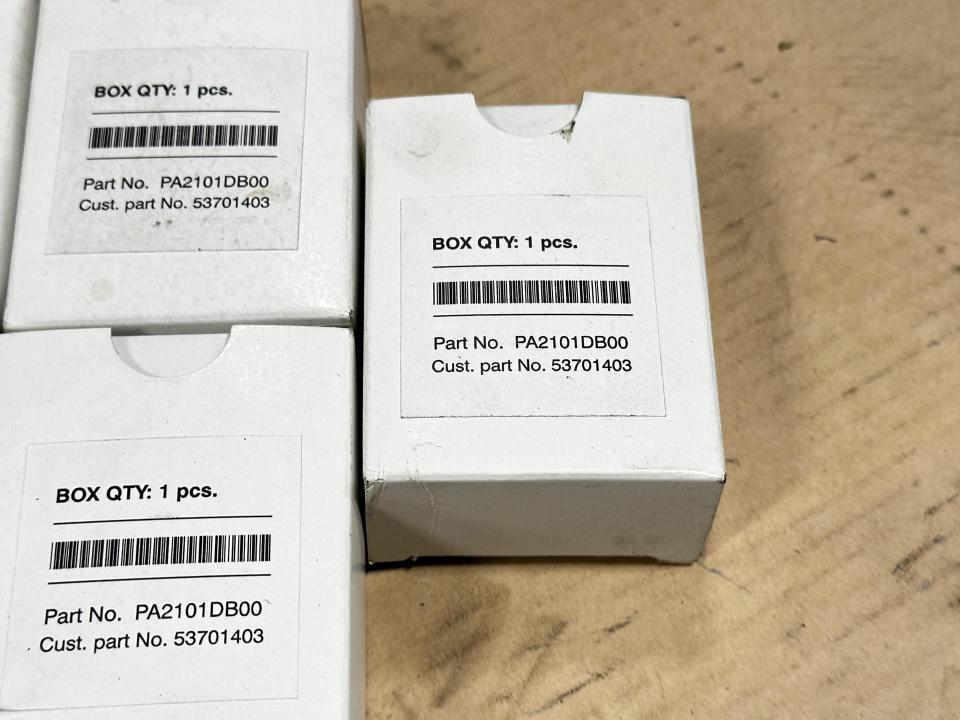 BOX QTY: 1 pcs.
Part No. PA2101DB00
Cust. part No. 53701403
BOX QTY: 1 pcs.
Part No. PA2101DB00
Cust. part No. 53701403
BOX QTY: 1 pcs.
Part No. PA2101DB00
Cust. part No. 53701403